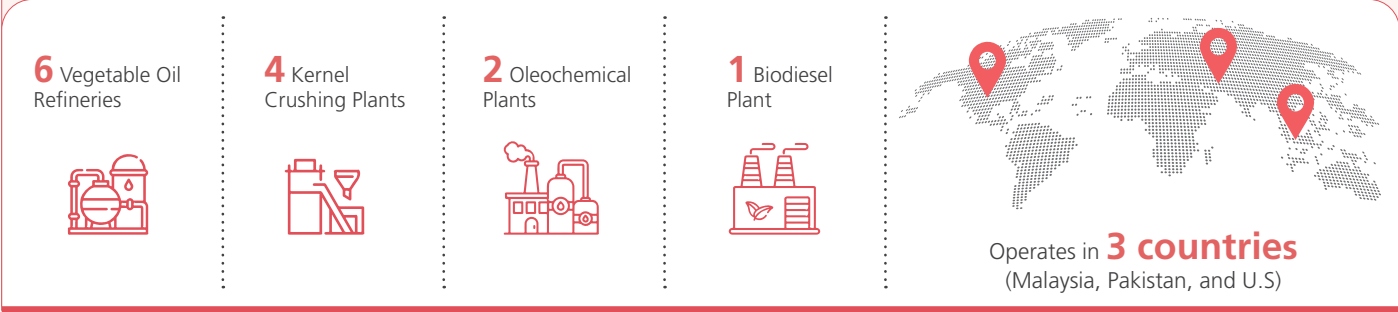 6 Vegetable Oil
Refineries
4 Kernel
Crushing Plants
2 Oleochemical
Plants
1 Biodiesel
Plant
Operates in 3 countries
(Malaysia, Pakistan, and U.S)